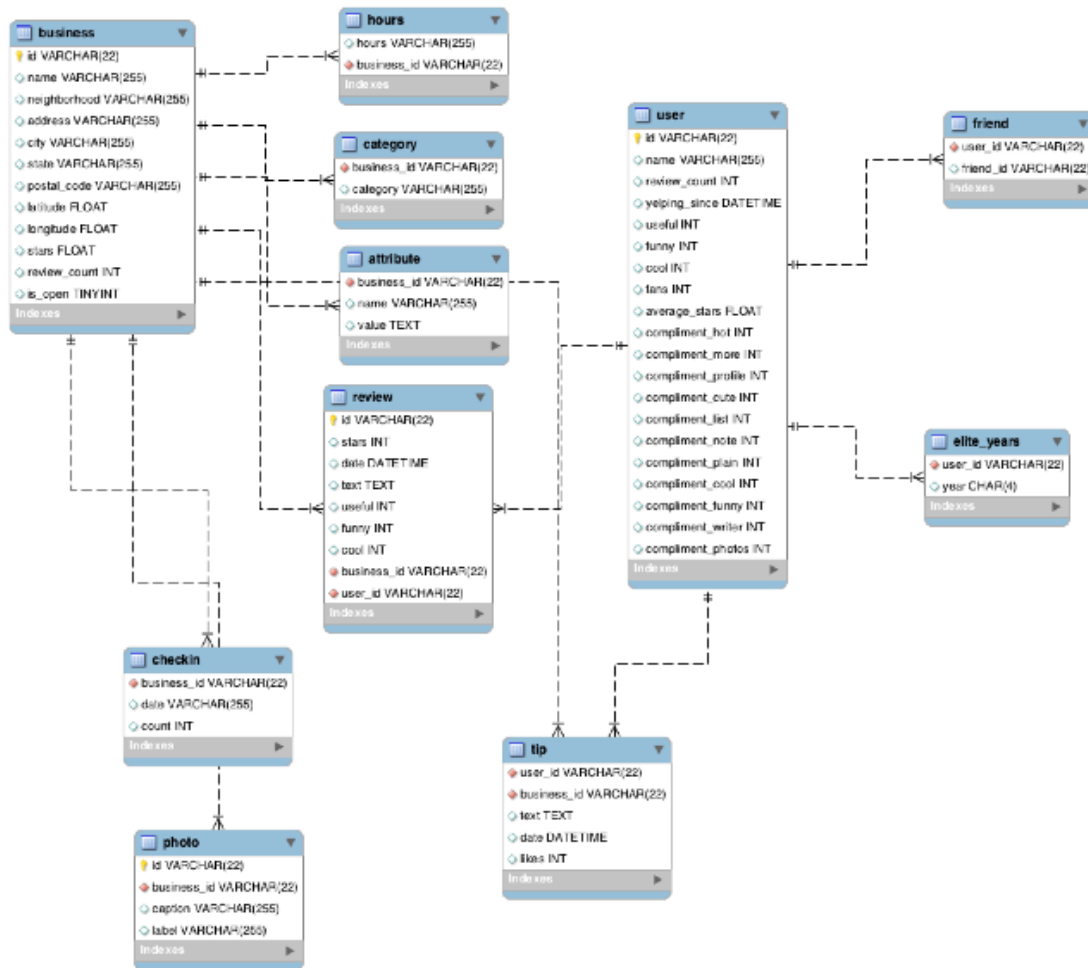 business
id VARCHAR(22)
name VARCHAR(255)
neighborhood VARCHAR(255)
address VARCHAR(255)
city VARCHAR(255)
state VARCHAR(255)
postal_code VARCHAR(255)
latitude FLOAT
longitude FLOAT
stars FLOAT
review_count INT
is_open TINYINT
Indexes
hours
hours VARCHAR(255)
business_id VARCHAR(22)
Indexes
category
business_id VARCHAR(22)
category VARCHAR(255)
Indexes
attribute
business_id VARCHAR(22)
name VARCHAR(255)
value TEXT
Indexes
review
id VARCHAR(22)
stars INT
date DATETIME
text TEXT
useful INT
funny INT
cool INT
business_id VARCHAR(22)
user_id VARCHAR(22)
Indexes
user
id VARCHAR(22)
name VARCHAR(255)
review_count INT
yelping_since DATETIME
useful INT
funny INT
cool INT
fans INT
average_stars FLOAT
compliment_hot INT
compliment_more INT
compliment_profile INT
compliment_cute INT
compliment_list INT
compliment_note INT
compliment_plain INT
compliment_cool INT
compliment_funny INT
compliment_writer INT
compliment_photos INT
Indexes
friend
user_id VARCHAR(22)
friend_id VARCHAR(22)
Indexes
elite_years
user_id VARCHAR(22)
year CHAR(4)
Indexes
checkin
business_id VARCHAR(22)
date VARCHAR(255)
count INT
Indexes
photo
id VARCHAR(22)
business_id VARCHAR(22)
caption VARCHAR(255)
label VARCHAR(255)
Indexes
tip
user_id VARCHAR(22)
business_id VARCHAR(22)
text TEXT
date DATETIME
likes INT
Indexes